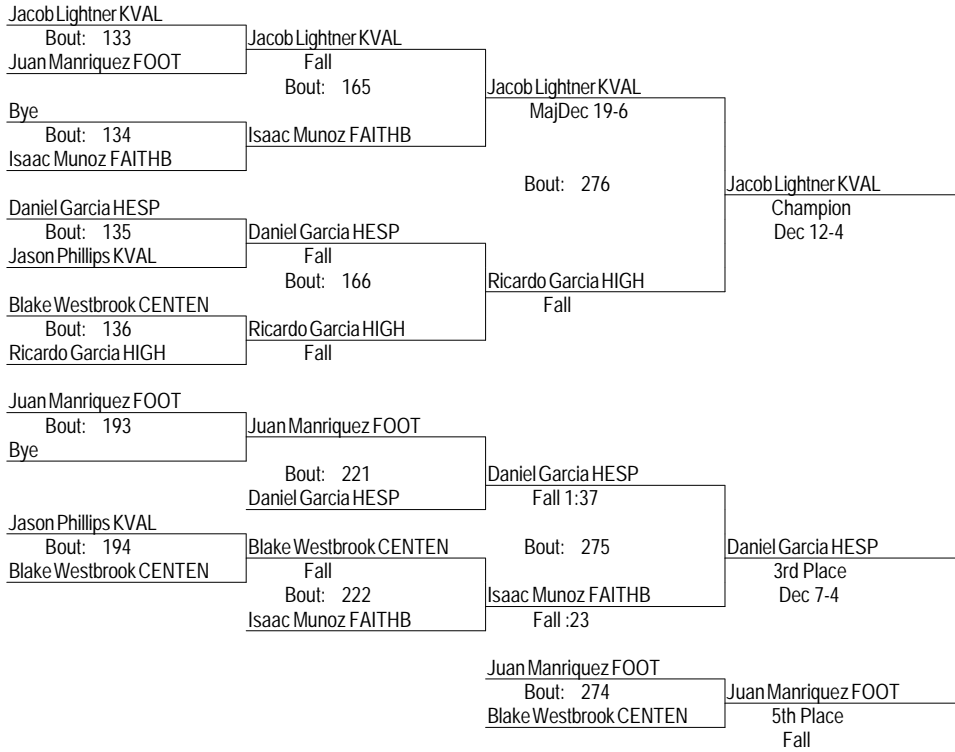 Jacob Lightner KVAL
Bout: 133
Jacob Lightner KVAL
Juan Manriquez FOOT
Fall
Bout: 165
Jacob Lightner KVAL
Bye
MajDec 19-6
Bout: 134
Isaac Munoz FAITHB
Isaac Munoz FAITHB
Bout: 276
Jacob Lightner KVAL
Daniel Garcia HESP
Champion
Bout: 135
Daniel Garcia HESP
Dec 12-4
Jason Phillips KVAL
Fall
Bout: 166
Ricardo Garcia HIGH
Blake Westbrook CENTEN
Fall
Bout: 136
Ricardo Garcia HIGH
Ricardo Garcia HIGH
Fall
Juan Manriquez FOOT
Bout: 193
Juan Manriquez FOOT
Bye
Bout: 221
Daniel Garcia HESP
Daniel Garcia HESP
Fall 1:37
Jason Phillips KVAL
Bout: 194
Blake Westbrook CENTEN
Bout: 275
Daniel Garcia HESP
Blake Westbrook CENTEN
Fall
3rd Place
Bout: 222
Isaac Munoz FAITHB
Dec 7-4
Isaac Munoz FAITHB
Fall :23
Juan Manriquez FOOT
Bout: 274
Juan Manriquez FOOT
Blake Westbrook CENTEN
5th Place
Fall